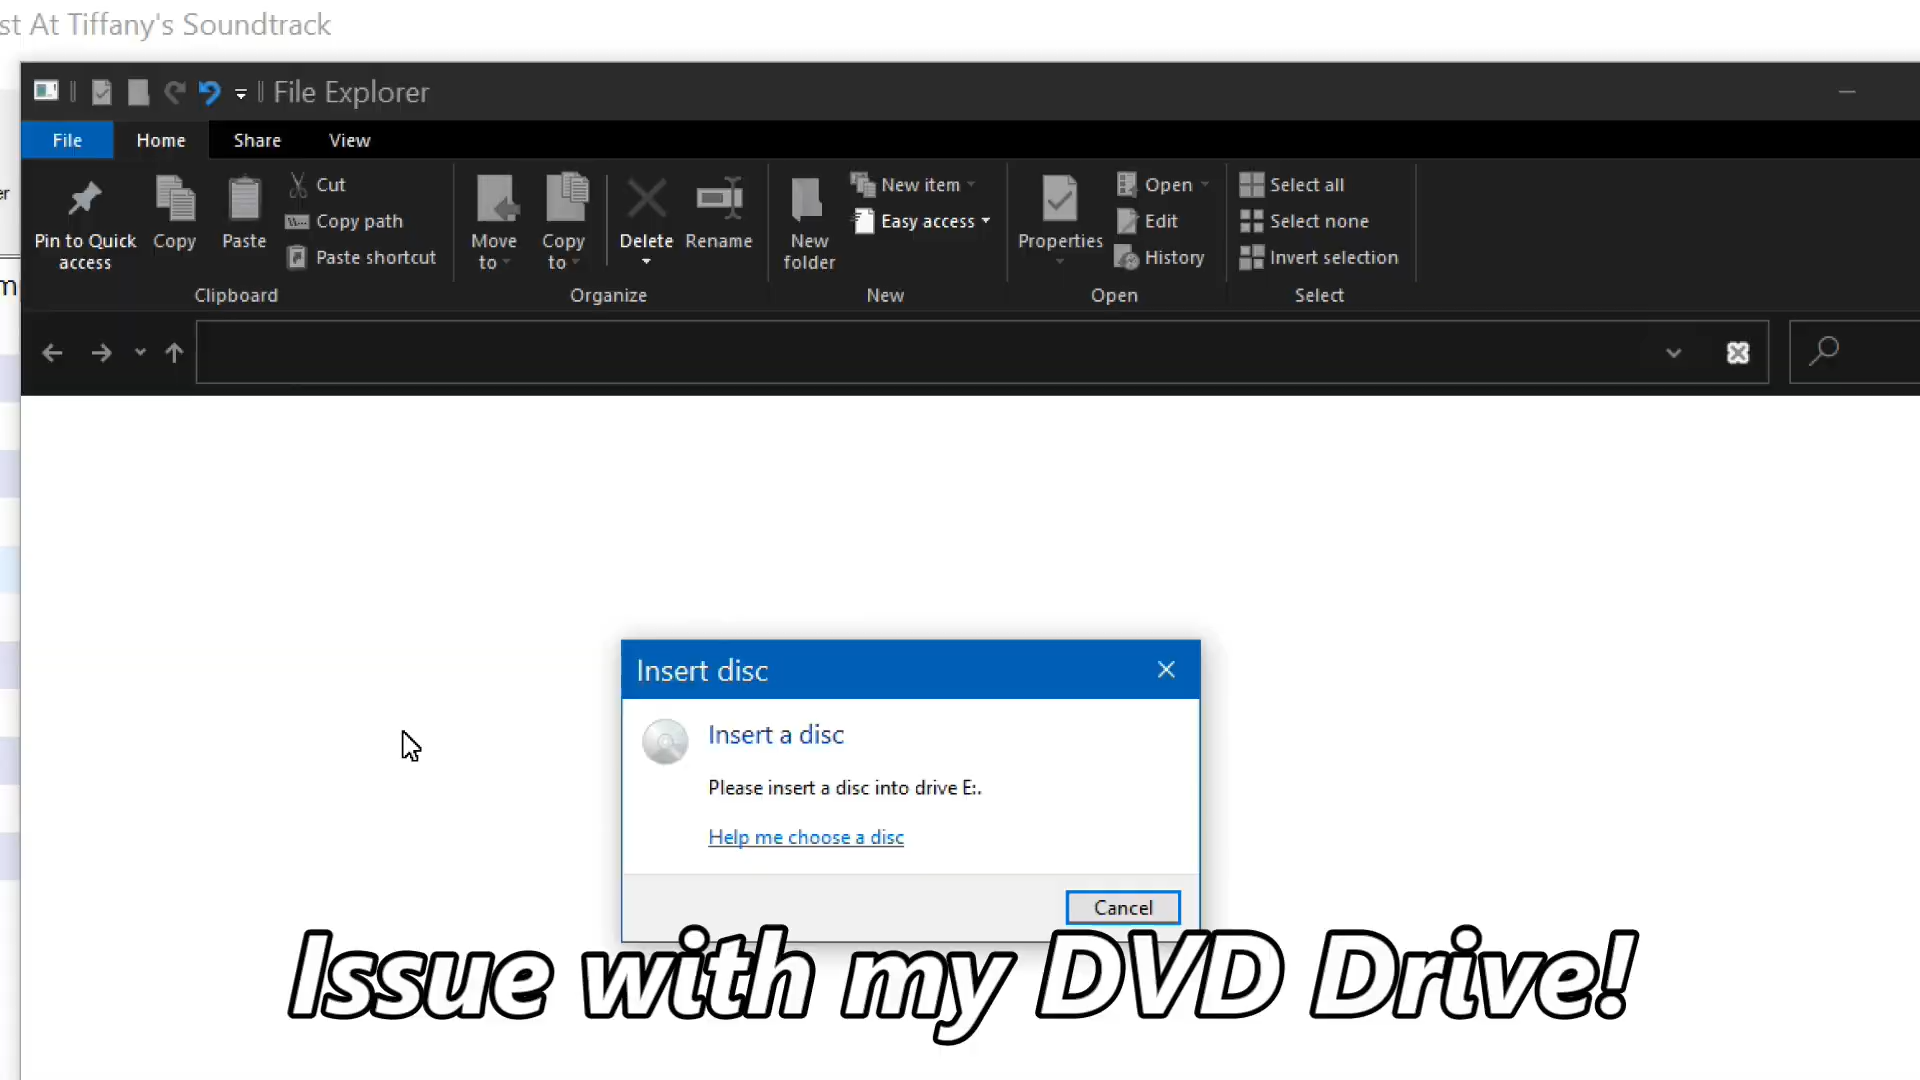 st At Tiffany's Soundtrack
File Explorer
File Home Share View
er
m
Pin to Quick access
Copy
Paste
Cut
Copy path
Paste shortcut
Clipboard
Move to
Copy to
Delete
Rename
Organize
New folder
New item
Easy access
New
Properties
Open
Edit
History
Open
Select all
Select none
Invert selection
Select
Insert disc
Insert a disc
Please insert a disc into drive E:.
Help me choose a disc
Cancel
Issue with my DVD Drive!